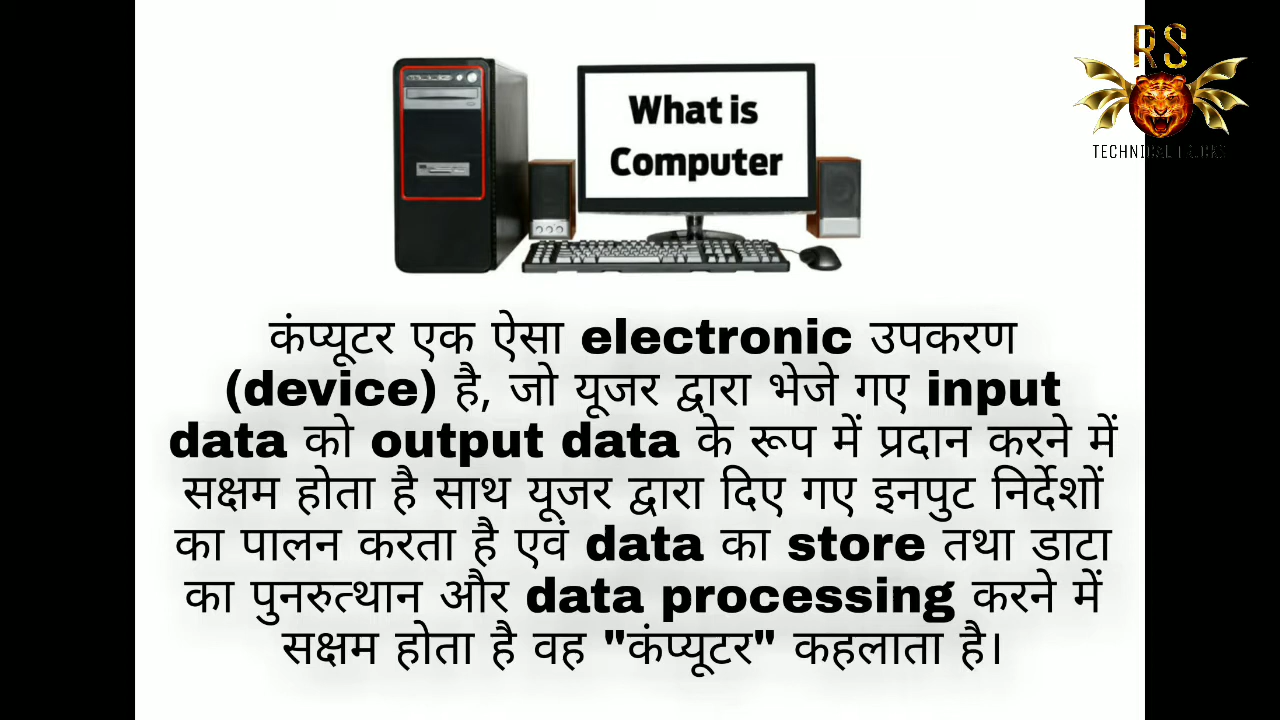 What is
Computer
RS
TECHNICAL
कंप्यूटर एक ऐसा electronic उपकरण
(device) है, जो यूजर द्वारा भेजे गए input
data को output data के रूप में प्रदान करने में
सक्षम होता है साथ यूजर द्वारा दिए गए इनपुट निर्देशों
का पालन करता है एवं data का store तथा डाटा
का पुनरुत्थान और data processing करने में
सक्षम होता है वह "कंप्यूटर" कहलाता है।